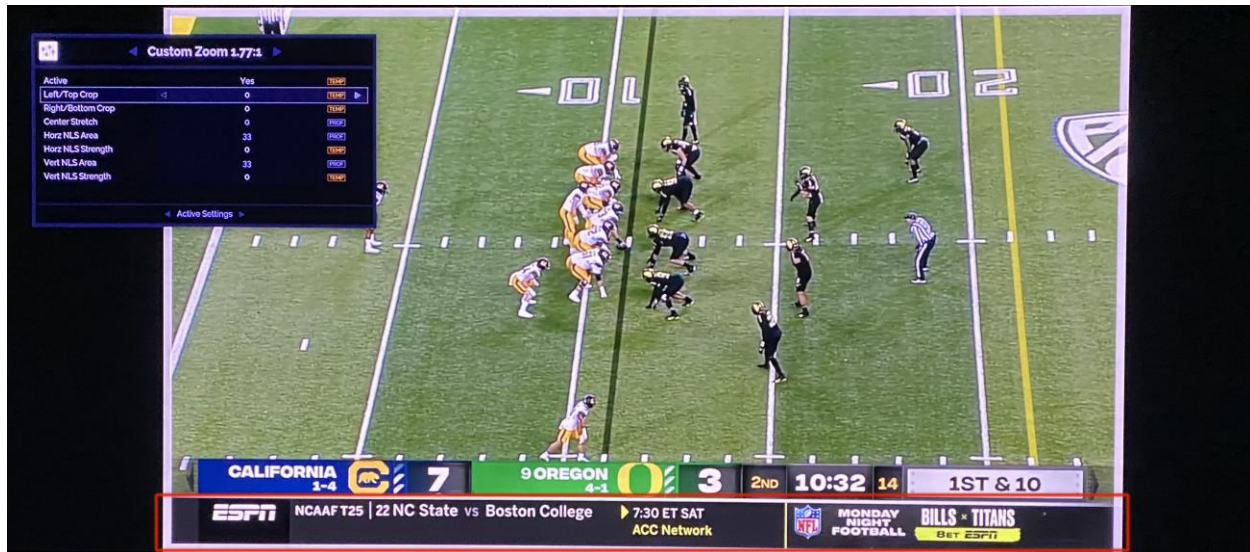 Custom Zoom 1.77:1
Active Yes TEMP
Left/Top Crop 0 TEMP
Right/Bottom Crop 0 TEMP
Center Stretch 0 PROF
Horz NLS Area 33 PROF
Horz NLS Strength 0 TEMP
Vert NLS Area 33 PROF
Vert NLS Strength 0 TEMP
Active Settings
10 20
CALIFORNIA
1-4
C
7
9 OREGON
4-1
O
3
2ND
10:32
14
1ST & 10
ESPN
NCAAF T25 | 22 NC State vs Boston College
7:30 ET SAT
ACC Network
NFL
MONDAY
NIGHT
FOOTBALL
BILLS × TITANS
8ET ESPN